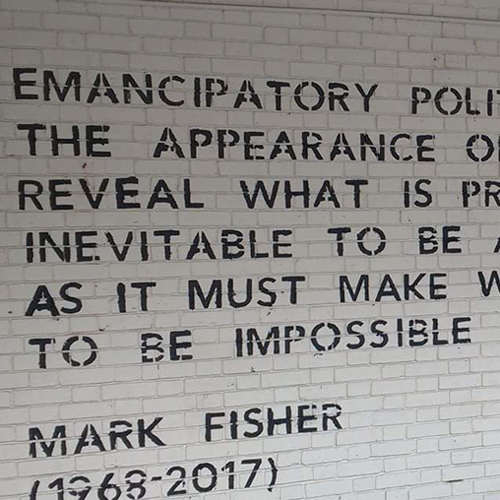 EMANCIPATORY POLIT
THE APPEARANCE O
REVEAL WHAT IS PR
INEVITABLE TO BE A
AS IT MUST MAKE W
TO BE IMPOSSIBLE
MARK FISHER
(1968-2017)